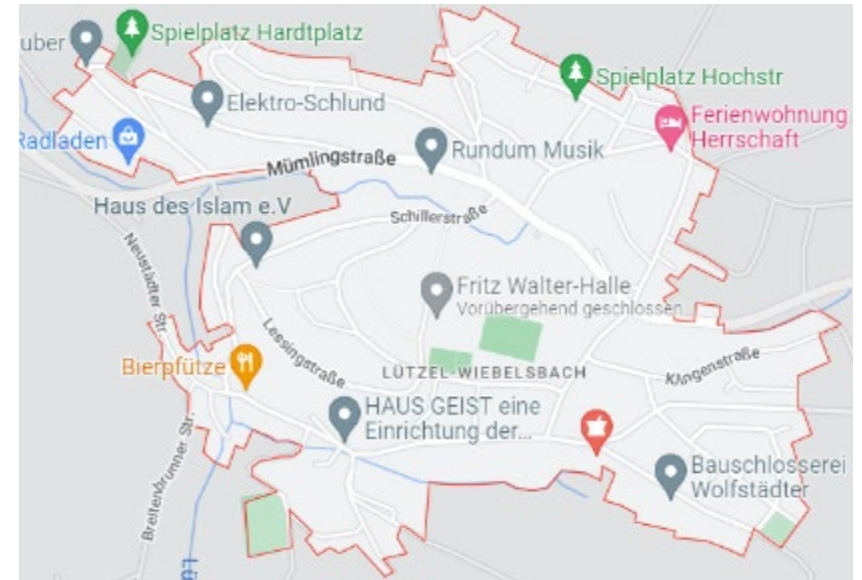 Spielplatz Hardtplatz
uber
Elektro-Schlund
Spielplatz Hochstr
Ferienwohnung
Herrschaft
Radladen
Mümlingstraße
Rundum Musik
Haus des Islam e.V
Schillerstraße
Neustädter Str.
Fritz Walter-Halle
Vorübergehend geschlossen
Lessingstraße
Bierpfütze
LÜTZEL-WIEBELSBACH
Klingenstraße
HAUS GEIST eine
Einrichtung der...
Breitenbrunner Str.
Bauschlosserei
Wolfstädter
LÜ